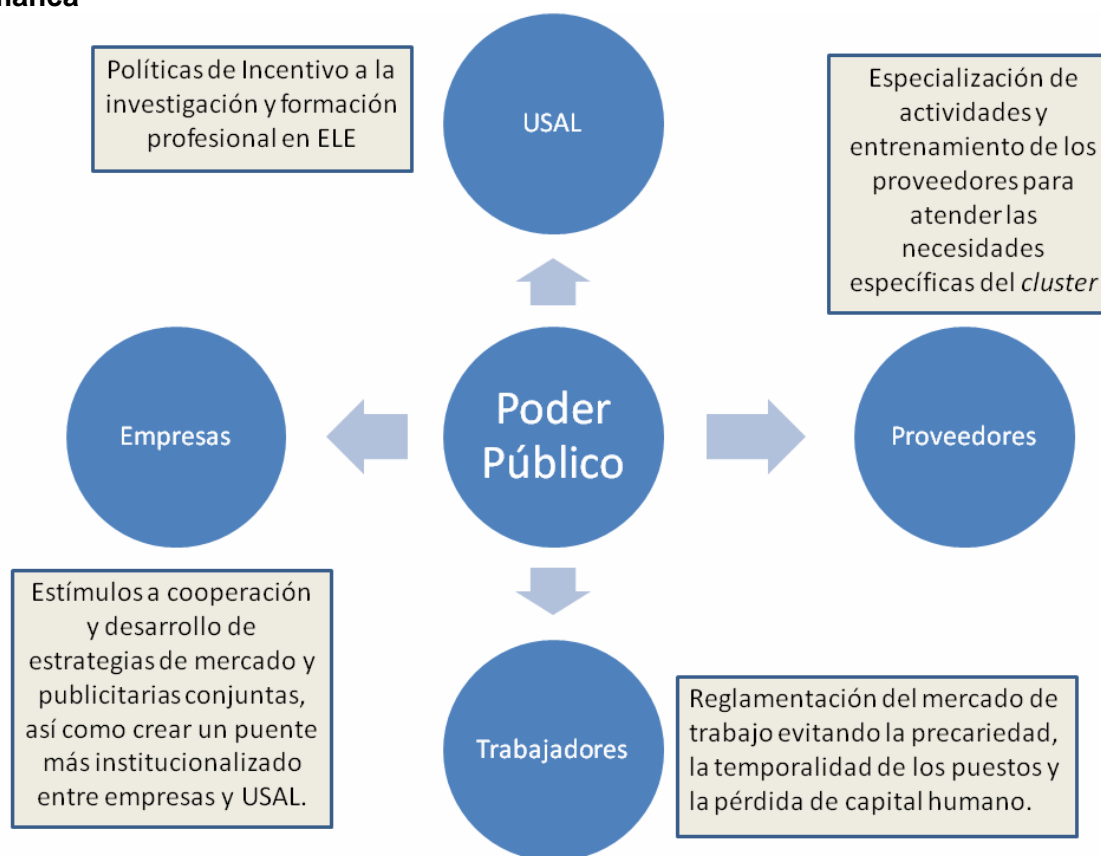 Políticas de Incentivo a la
investigación y formación
profesional en ELE
USAL
Especialización de
actividades y
entrenamiento de los
proveedores para
atender las
necesidades
específicas del cluster
Empresas
Poder
Público
Proveedores
Estímulos a cooperación
y desarrollo de
estrategias de mercado y
publicitarias conjuntas,
así como crear un puente
más institucionalizado
entre empresas y USAL.
Trabajadores
Reglamentación del mercado de
trabajo evitando la precariedad,
la temporalidad de los puestos y
la pérdida de capital humano.